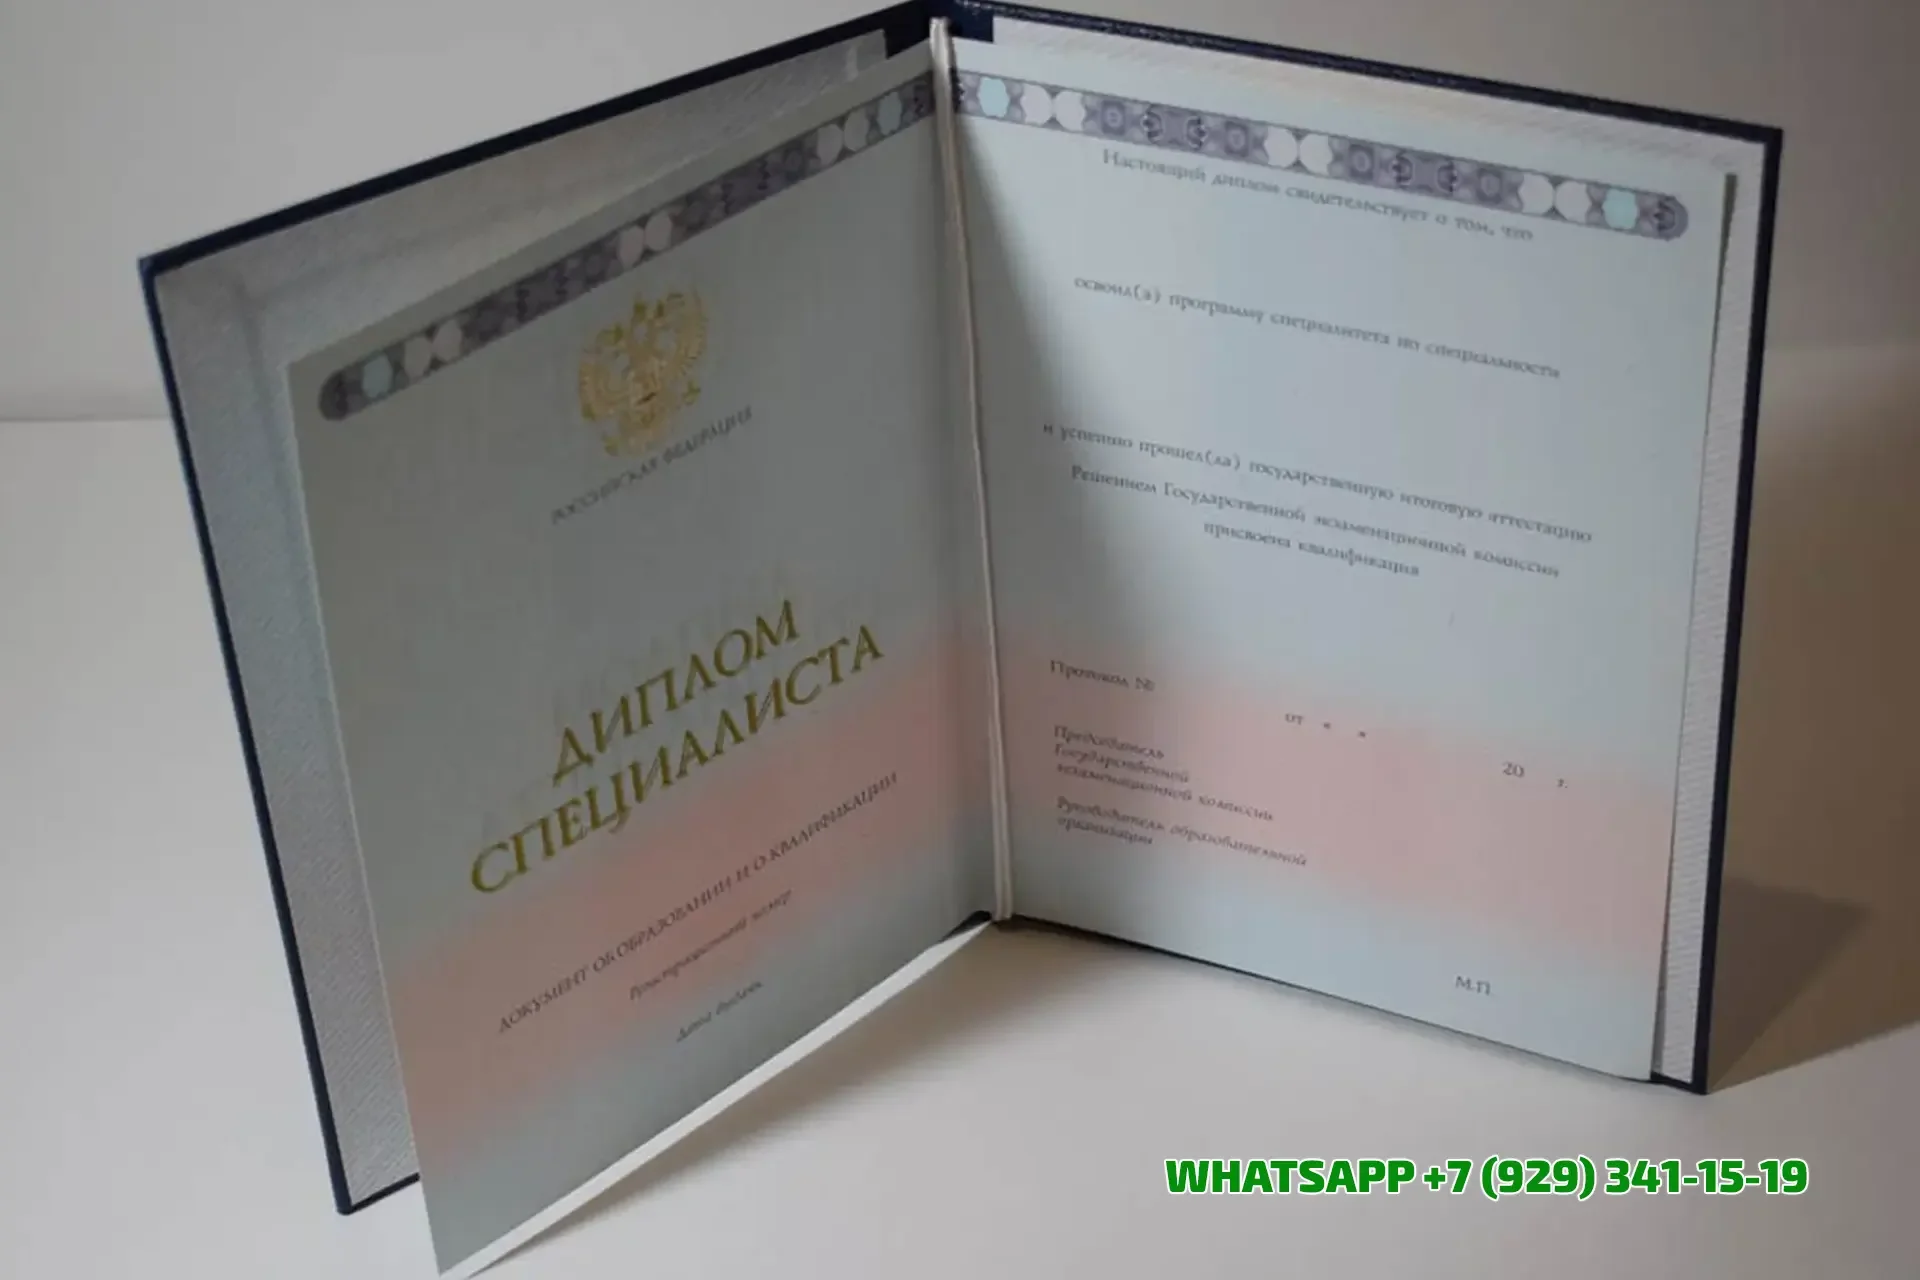 РОССИЙСКАЯ ФЕДЕРАЦИЯ
ДИПЛОМ
СПЕЦИАЛИСТА
ДОКУМЕНТ ОБ ОБРАЗОВАНИИ И О КВАЛИФИКАЦИИ
Регистрационный номер
Дата выдачи
Настоящий диплом свидетельствует о том, что
освоил(а) программу специалитета по специальности
и успешно прошел(ла) государственную итоговую аттестацию
Решением Государственной экзаменационной комиссии
присвоена квалификация
Протокол №
от « »
20 г.
Председатель
Государственной
экзаменационной комиссии
Руководитель образовательной
организации
М.П.
WHATSAPP +7 (929) 341-15-19